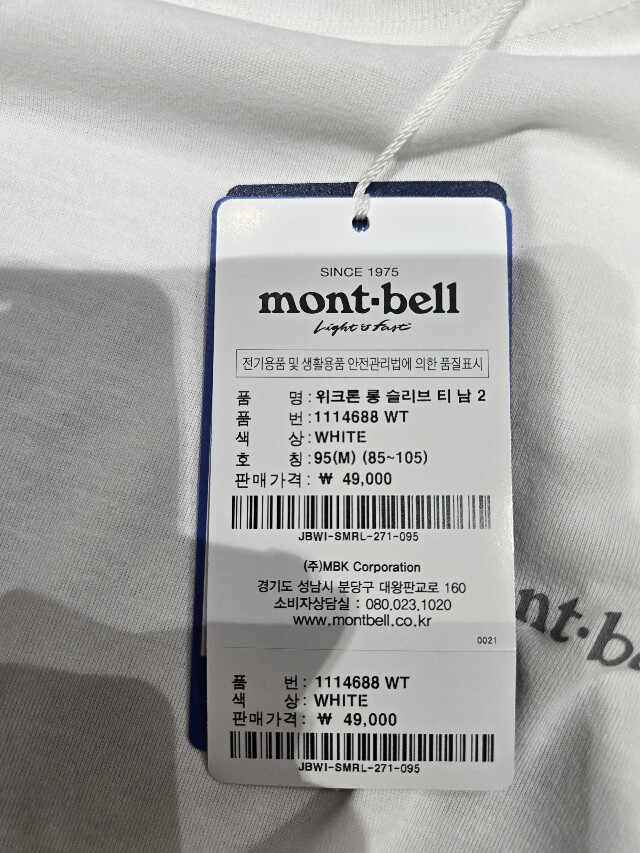 SINCE 1975
mont-bell
Light & Fast
전기용품 및 생활용품 안전관리법에 의한 품질표시
품 명 : 위크론 롱 슬리브 티 남 2
품 번 : 1114688 WT
색 상 : WHITE
호 칭 : 95(M) (85~105)
판매가격 : ₩ 49,000
JBWI-SMRL-271-095
(주)MBK Corporation
경기도 성남시 분당구 대왕판교로 160
소비자상담실 : 080.023.1020
www.montbell.co.kr
0021
품 번 : 1114688 WT
색 상 : WHITE
판매가격 : ₩ 49,000
JBWI-SMRL-271-095
nt-b